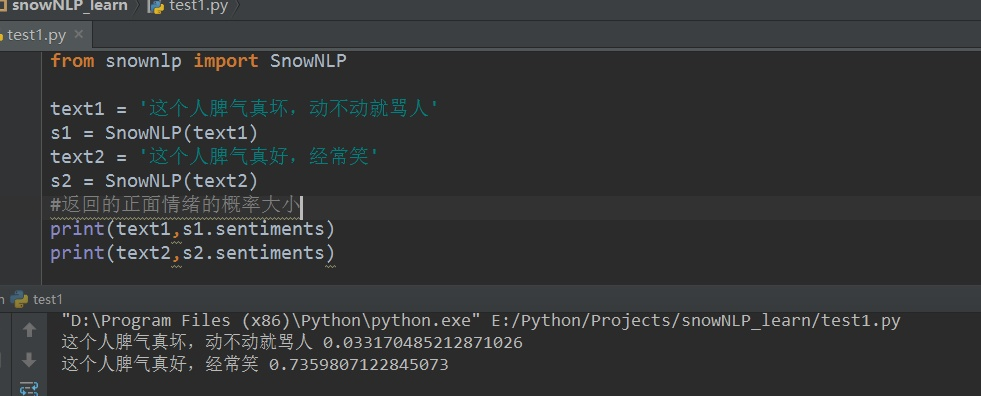 snowNLP_learn test1.py
test1.py ×
from snownlp import SnowNLP
text1 = '这个人脾气真坏，动不动就骂人'
s1 = SnowNLP(text1)
text2 = '这个人脾气真好，经常笑'
s2 = SnowNLP(text2)
#返回的正面情绪的概率大小
print(text1,s1.sentiments)
print(text2,s2.sentiments)
test1
"D:\Program Files (x86)\Python\python.exe" E:/Python/Projects/snowNLP_learn/test1.py
这个人脾气真坏，动不动就骂人 0.033170485212871026
这个人脾气真好，经常笑 0.7359807122845073